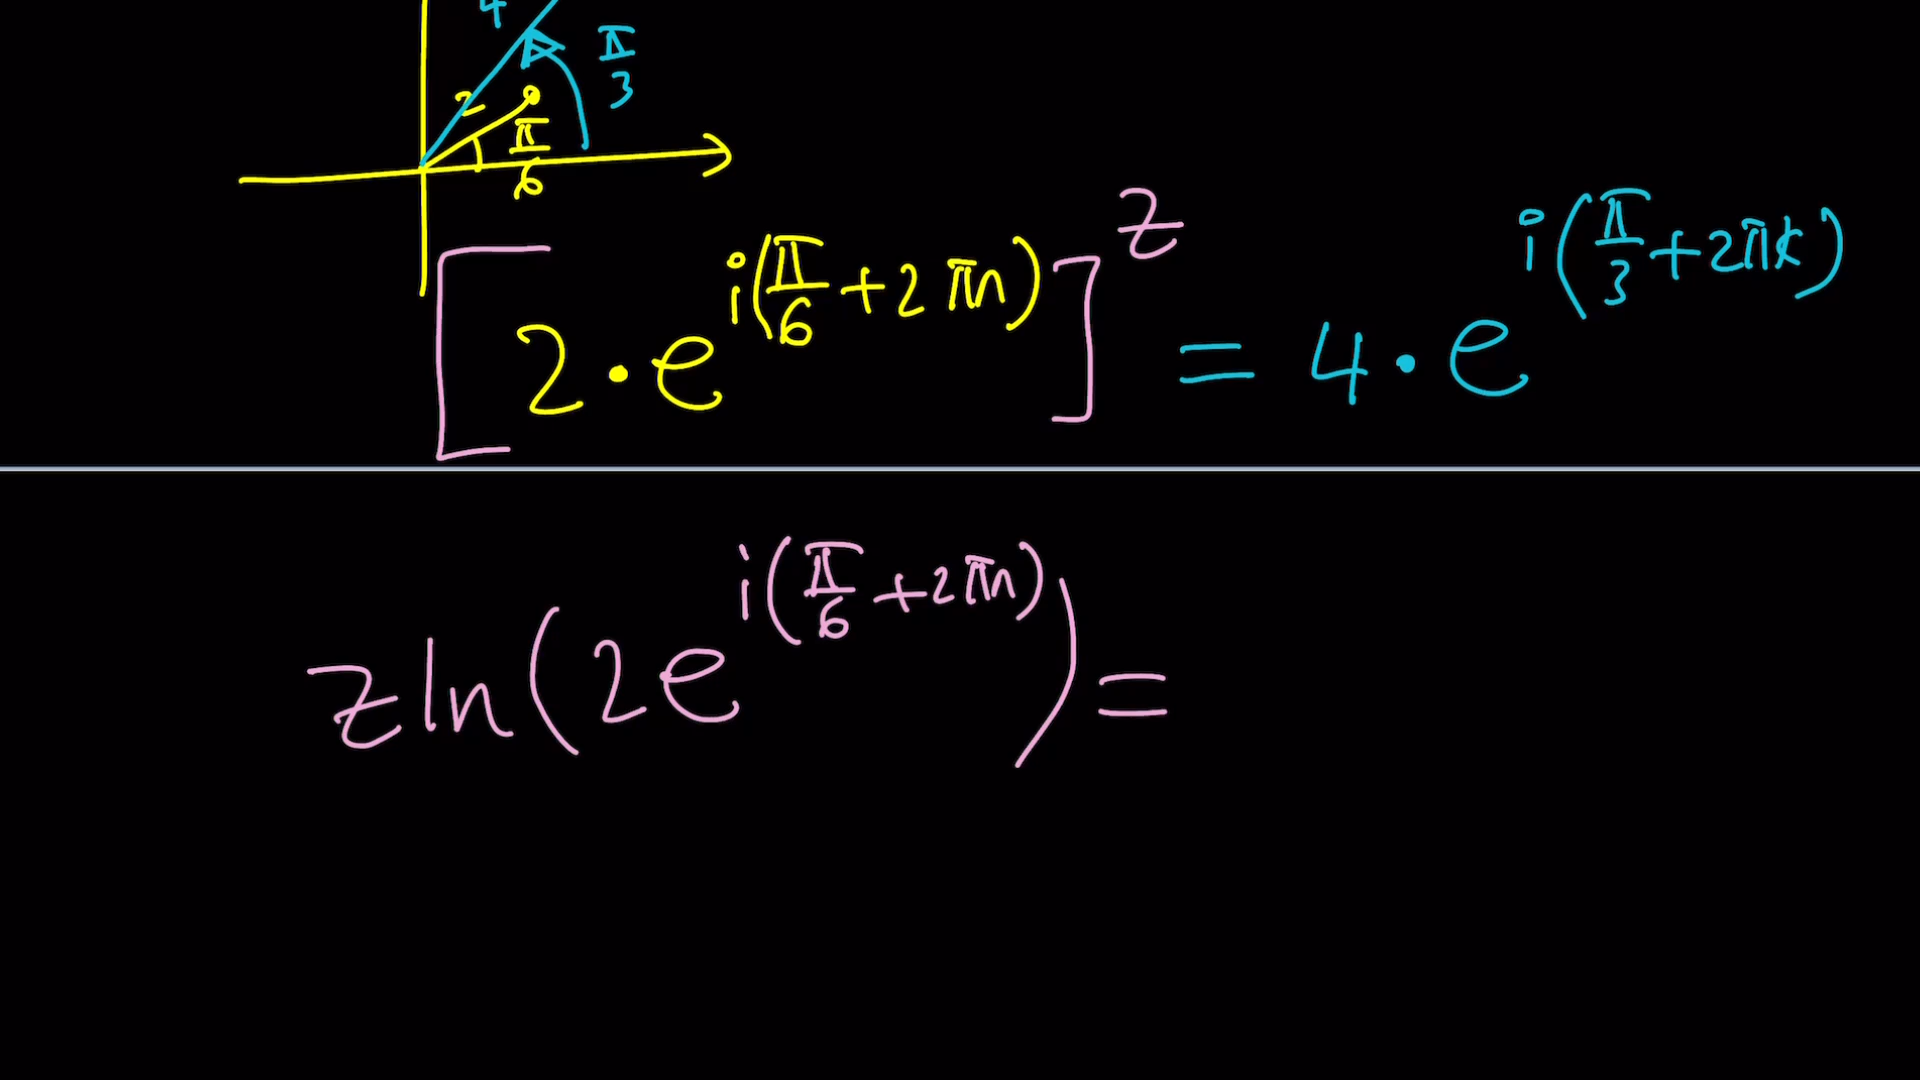 4
π/3
2
π/6
[2 · e^{i(π/6 + 2πn)}]^z = 4 · e^{i(π/3 + 2πk)}
z ln(2e^{i(π/6 + 2πn)}) =